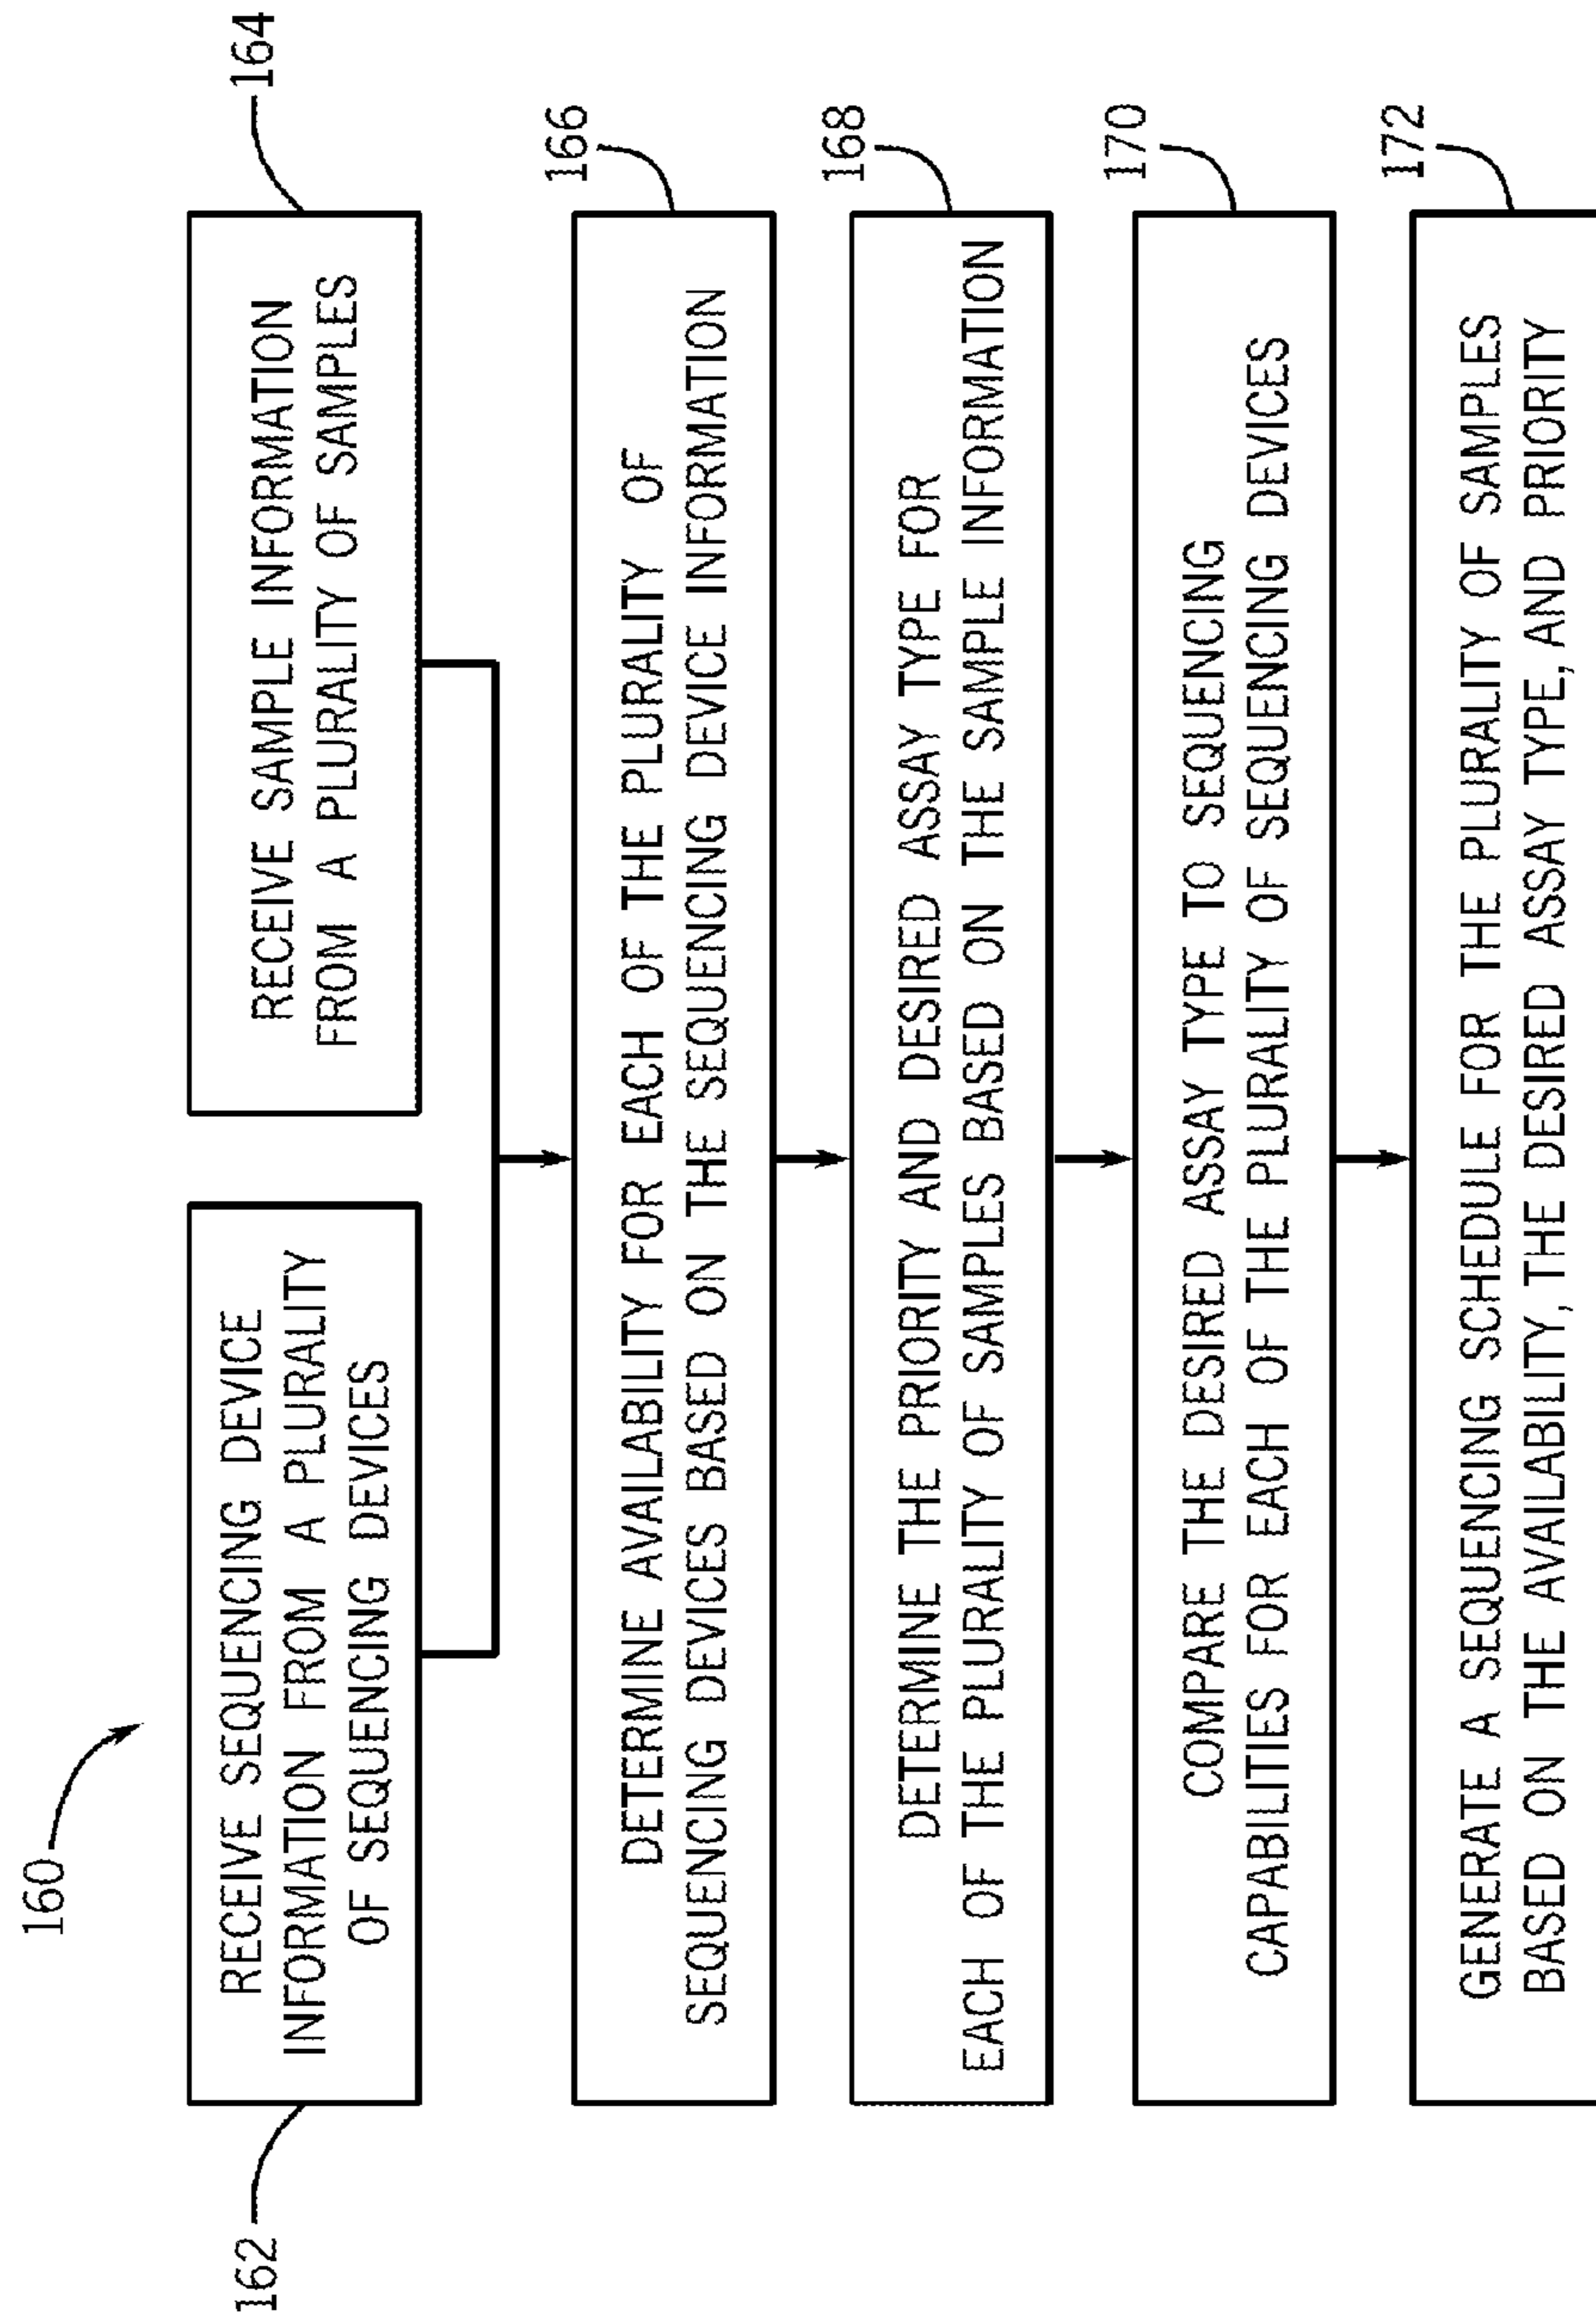 160
162
RECEIVE SEQUENCING DEVICE
INFORMATION FROM A PLURALITY
OF SEQUENCING DEVICES
164
RECEIVE SAMPLE INFORMATION
FROM A PLURALITY OF SAMPLES
166
DETERMINE AVAILABILITY FOR EACH OF THE PLURALITY OF
SEQUENCING DEVICES BASED ON THE SEQUENCING DEVICE INFORMATION
168
DETERMINE THE PRIORITY AND DESIRED ASSAY TYPE FOR
EACH OF THE PLURALITY OF SAMPLES BASED ON THE SAMPLE INFORMATION
170
COMPARE THE DESIRED ASSAY TYPE TO SEQUENCING
CAPABILITIES FOR EACH OF THE PLURALITY OF SEQUENCING DEVICES
172
GENERATE A SEQUENCING SCHEDULE FOR THE PLURALITY OF SAMPLES
BASED ON THE AVAILABILITY, THE DESIRED ASSAY TYPE, AND PRIORITY